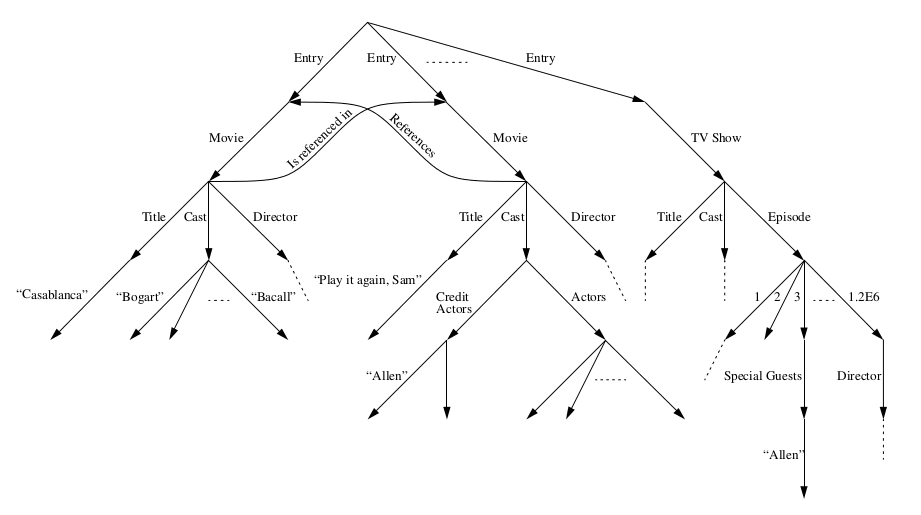 Entry
Entry
Entry
Movie
Is referenced in
References
Movie
TV Show
Title
Cast
Director
Title
Cast
Director
Title
Cast
Episode
“Casablanca”
“Bogart”
“Bacall”
“Play it again, Sam”
Credit
Actors
Actors
1
2
3
1.2E6
“Allen”
Special Guests
Director
“Allen”